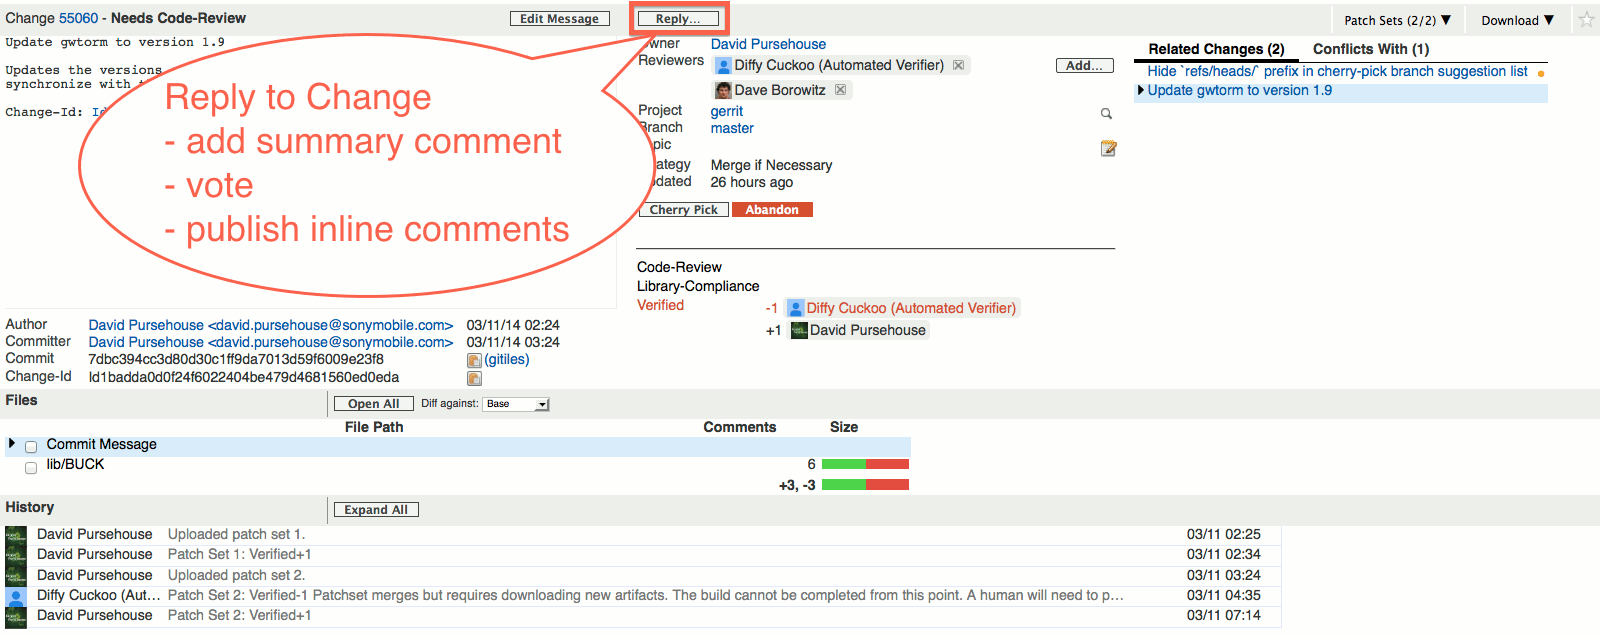 Change 55060 - Needs Code-Review
Edit Message
Reply...
Patch Sets (2/2) ▼
Download ▼
Update gwtorm to version 1.9
Updates the versions
synchronize with
Change-Id:
Reply to Change
- add summary comment
- vote
- publish inline comments
Owner David Pursehouse
Reviewers Diffy Cuckoo (Automated Verifier)
Add...
Dave Borowitz
Project gerrit
Branch master
Topic
Strategy Merge if Necessary
Updated 26 hours ago
Cherry Pick
Abandon
Related Changes (2)
Conflicts With (1)
Hide `refs/heads/` prefix in cherry-pick branch suggestion list
Update gwtorm to version 1.9
Code-Review
Library-Compliance
Verified -1 Diffy Cuckoo (Automated Verifier)
+1 David Pursehouse
Author David Pursehouse <david.pursehouse@sonymobile.com> 03/11/14 02:24
Committer David Pursehouse <david.pursehouse@sonymobile.com> 03/11/14 03:24
Commit 7dbc394cc3d80d30c1ff9da7013d59f6009e23f8 (gitiles)
Change-Id Id1badda0d0f24f6022404be479d4681560ed0eda
Files
Open All
Diff against: Base
File Path Comments Size
Commit Message
lib/BUCK 6
+3, -3
History
Expand All
David Pursehouse Uploaded patch set 1. 03/11 02:25
David Pursehouse Patch Set 1: Verified+1 03/11 02:34
David Pursehouse Uploaded patch set 2. 03/11 03:24
Diffy Cuckoo (Aut... Patch Set 2: Verified-1 Patchset merges but requires downloading new artifacts. The build cannot be completed from this point. A human will need to p... 03/11 04:35
David Pursehouse Patch Set 2: Verified+1 03/11 07:14